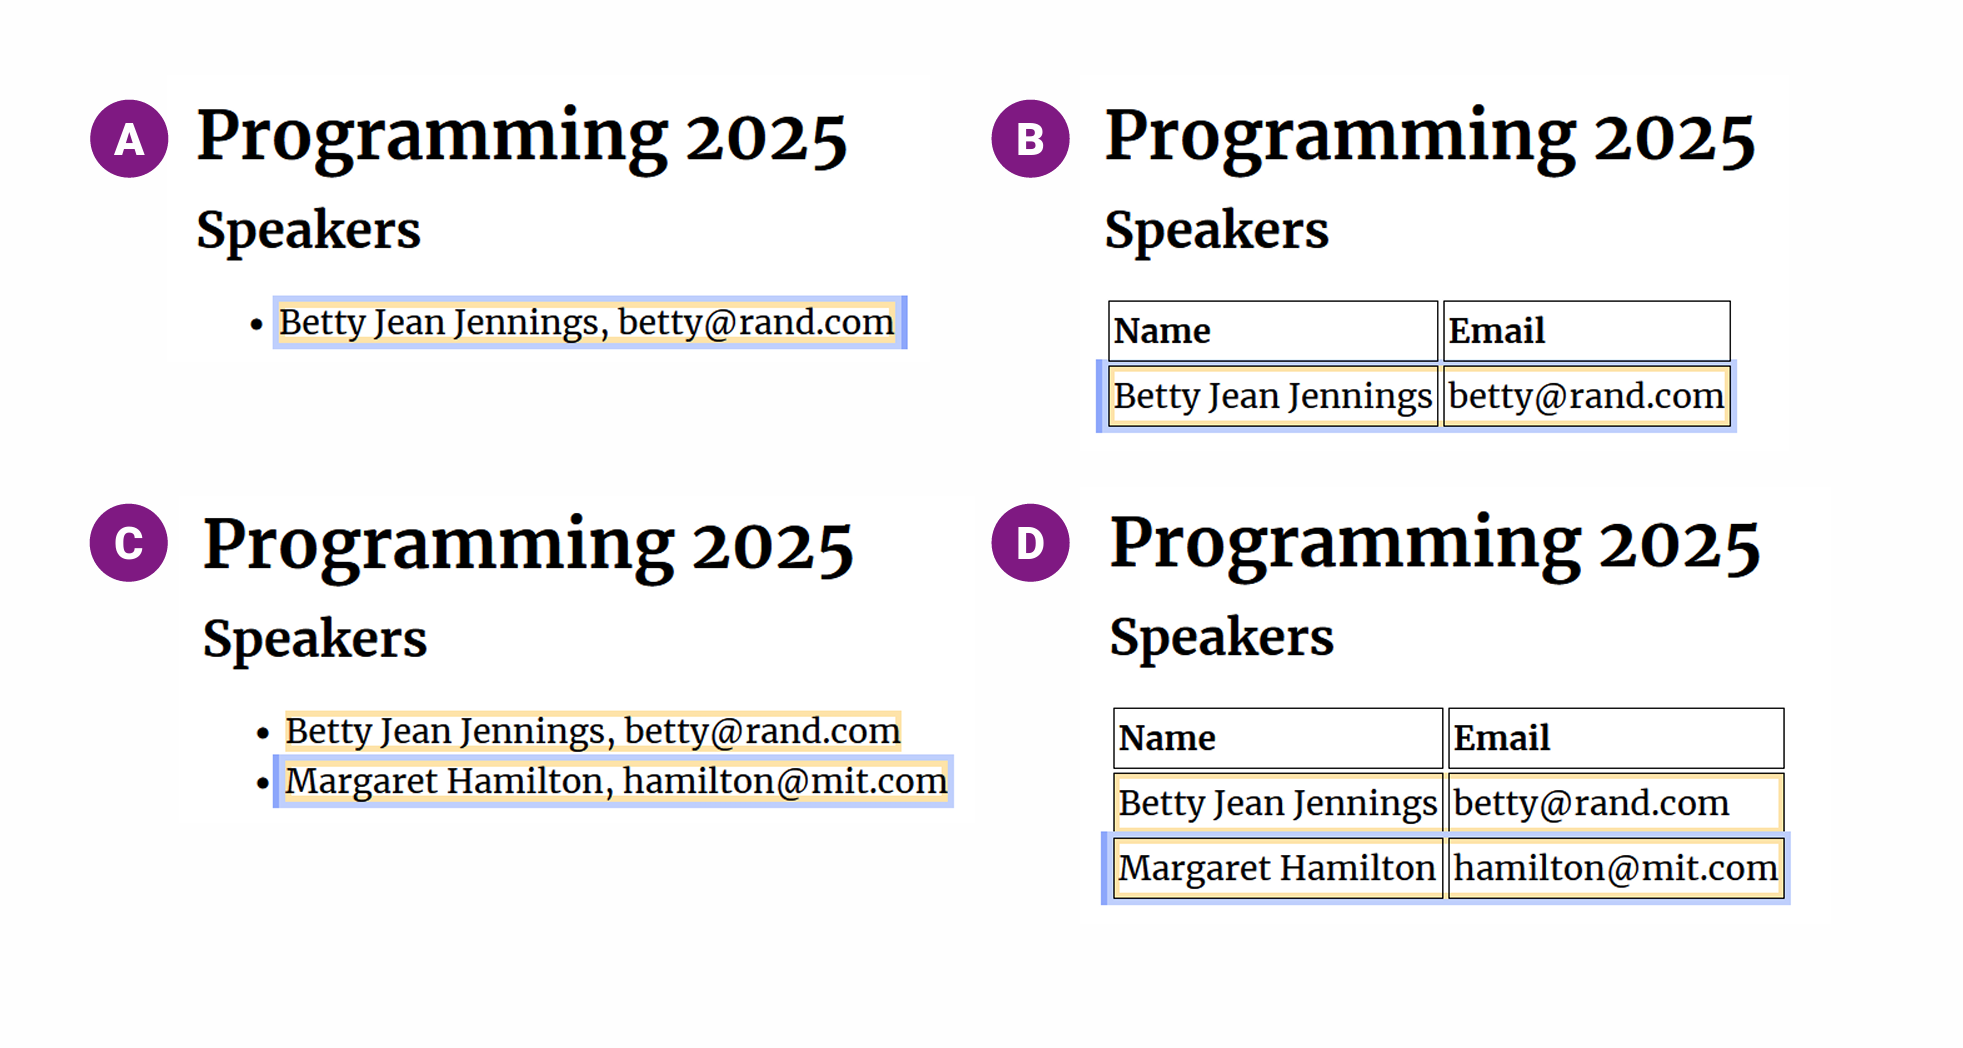 A
Programming 2025
Speakers
• Betty Jean Jennings, betty@rand.com
B
Programming 2025
Speakers
Name Email
Betty Jean Jennings betty@rand.com
C
Programming 2025
Speakers
• Betty Jean Jennings, betty@rand.com
• Margaret Hamilton, hamilton@mit.com
D
Programming 2025
Speakers
Name Email
Betty Jean Jennings betty@rand.com
Margaret Hamilton hamilton@mit.com